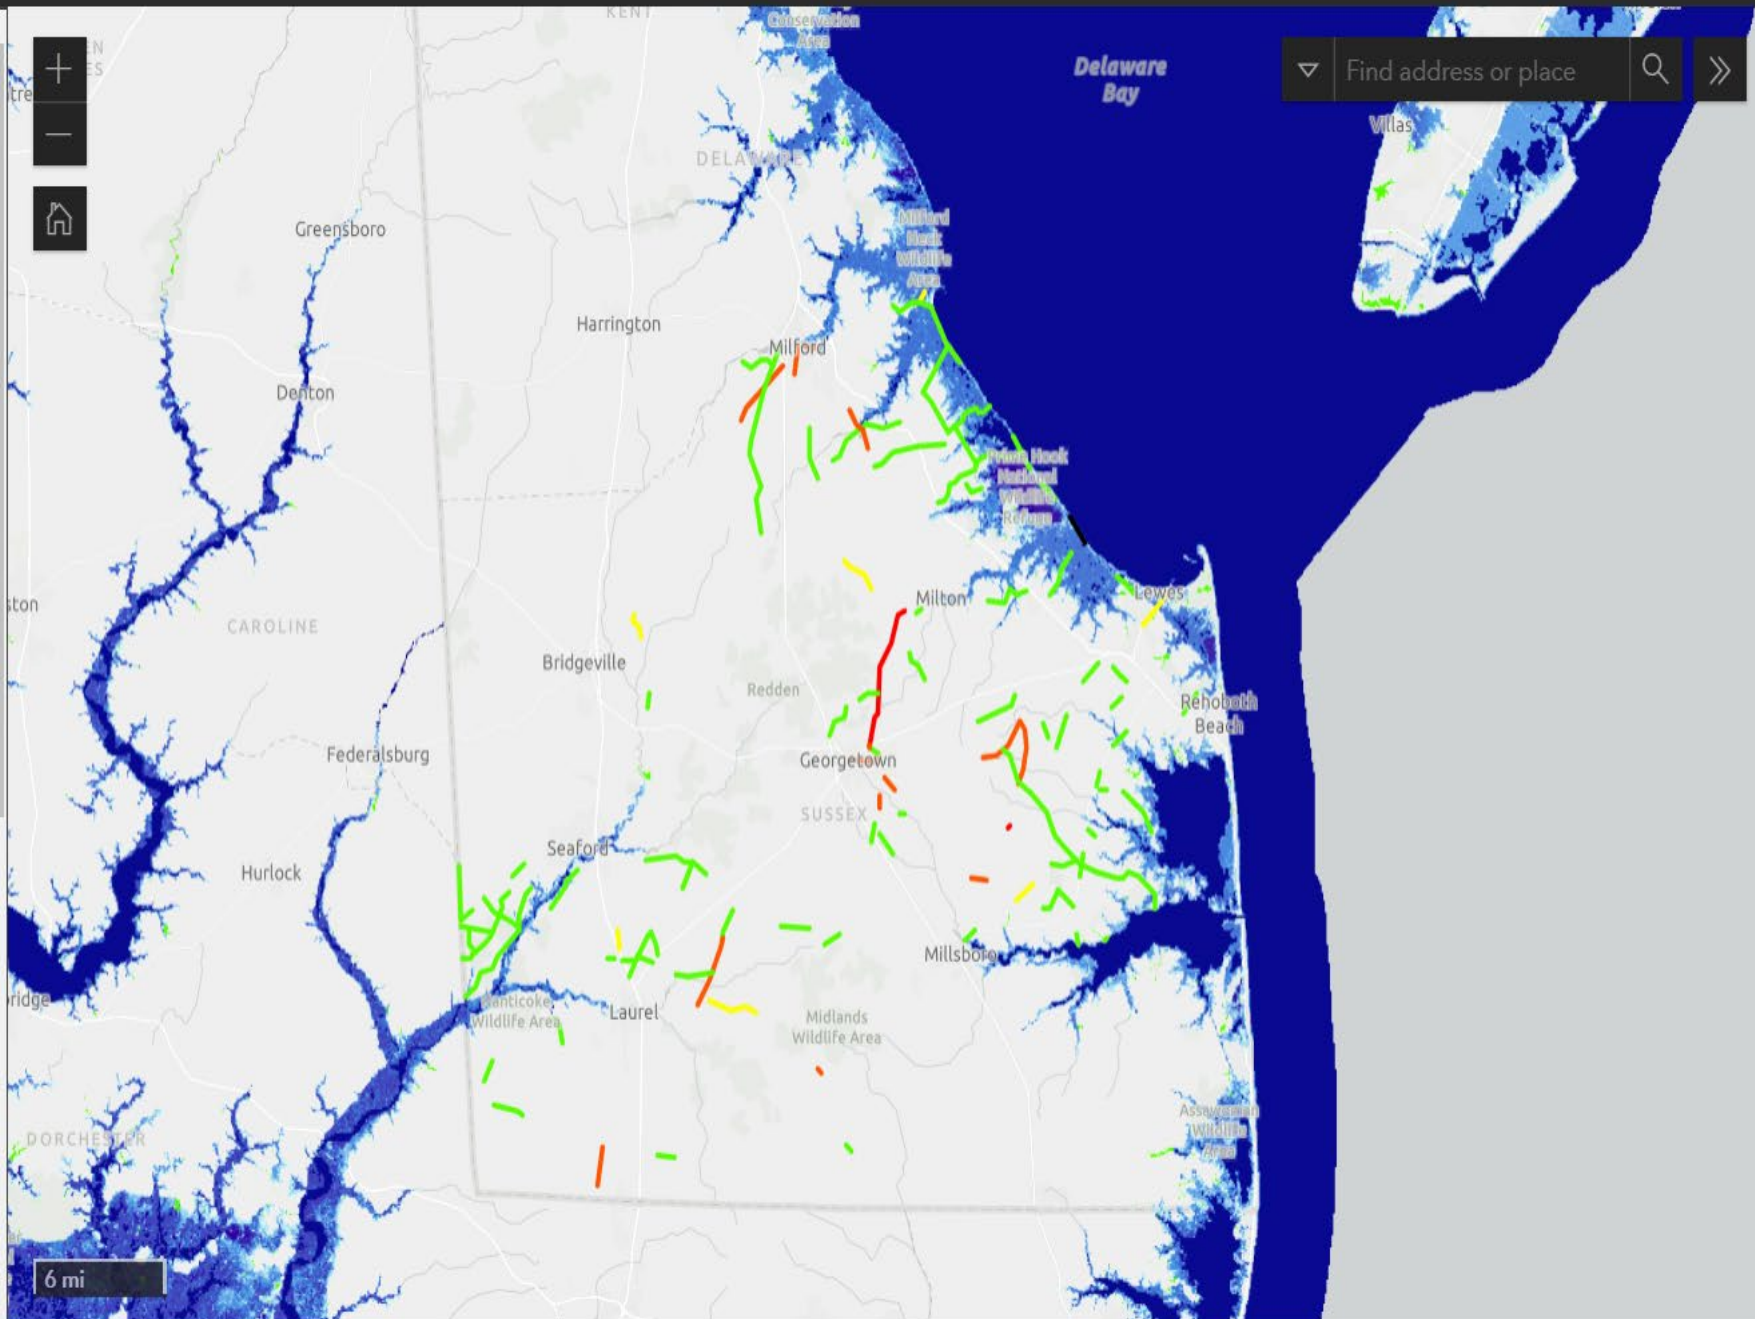 KENT
Conservation
Area
Delaware
Bay
Find address or place
Villas
DELAWARE
Greensboro
Milford
Neck
Wildlife
Area
Harrington
Milford
Denton
Prime Hook
National
Wildlife
Refuge
Milton
Lewes
CAROLINE
Bridgeville
Redden
Rehoboth
Beach
Federalsburg
Georgetown
SUSSEX
Seaford
Hurlock
Millsboro
Nanticoke
Wildlife Area
Laurel
Midlands
Wildlife Area
Assawoman
Wildlife
Area
DORCHESTER
6 mi